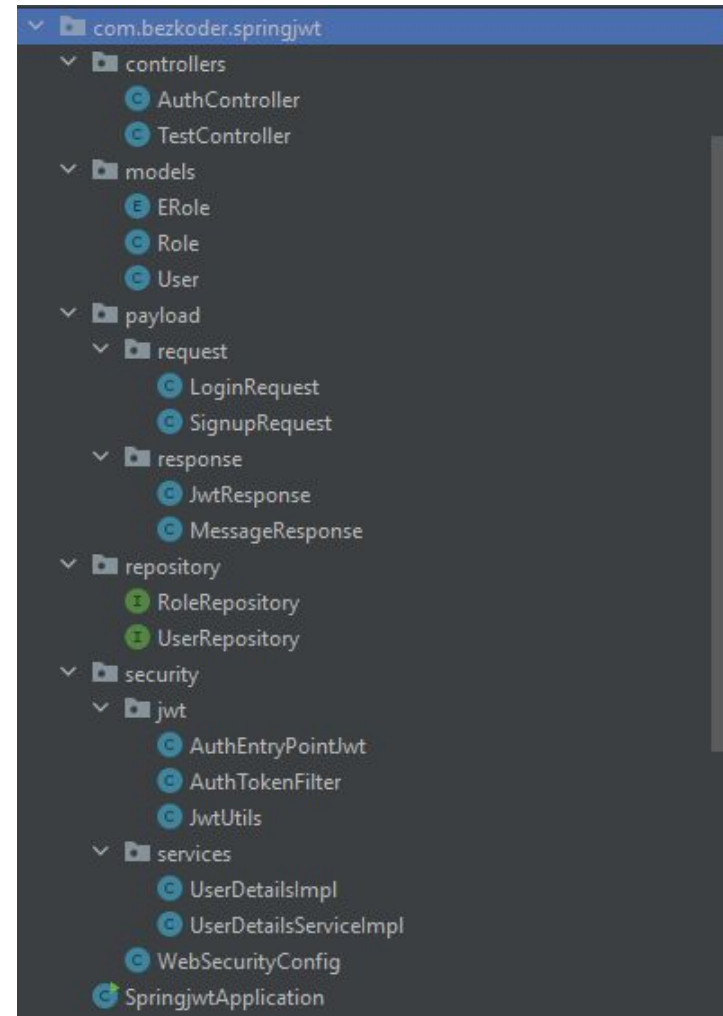 com.bezkoder.springjwt
controllers
AuthController
TestController
models
ERole
Role
User
payload
request
LoginRequest
SignupRequest
response
JwtResponse
MessageResponse
repository
RoleRepository
UserRepository
security
jwt
AuthEntryPointJwt
AuthTokenFilter
JwtUtils
services
UserDetailsImpl
UserDetailsServiceImpl
WebSecurityConfig
SpringjwtApplication